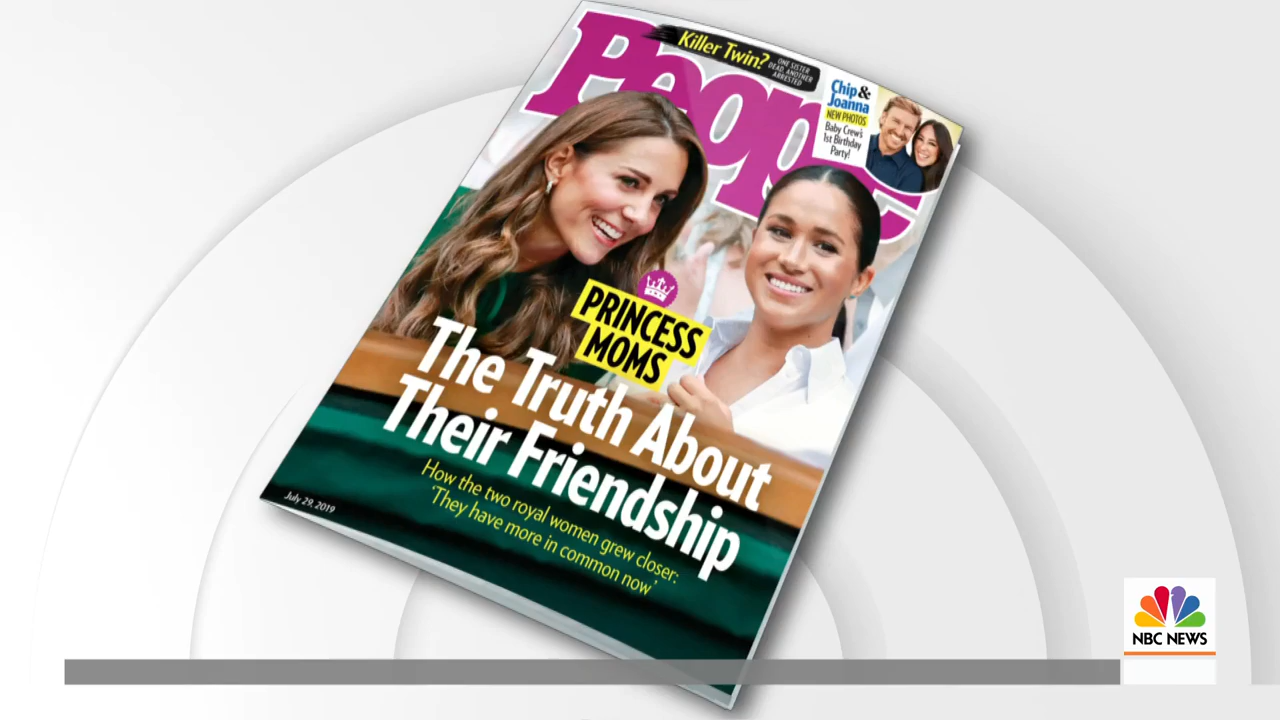 Killer Twin?
ONE SISTER
DEAD, ANOTHER
ARRESTED
People
Chip &
Joanna
NEW PHOTOS
Baby Crew's
1st Birthday
Party!
PRINCESS
MOMS
The Truth About
Their Friendship
How the two royal women grew closer:
'They have more in common now'
July 29, 2019
NBC NEWS